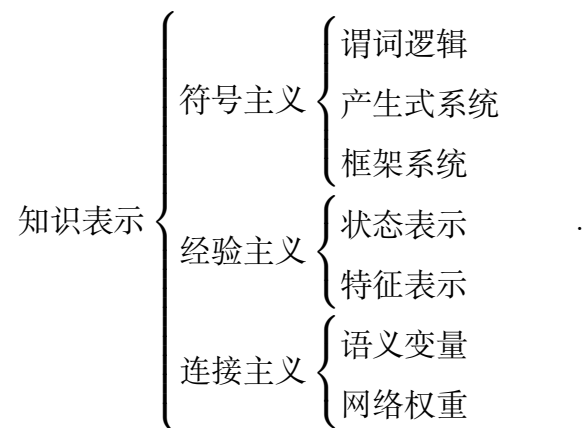 知识表示
符号主义
谓词逻辑
产生式系统
框架系统
经验主义
状态表示
特征表示
连接主义
语义变量
网络权重
.